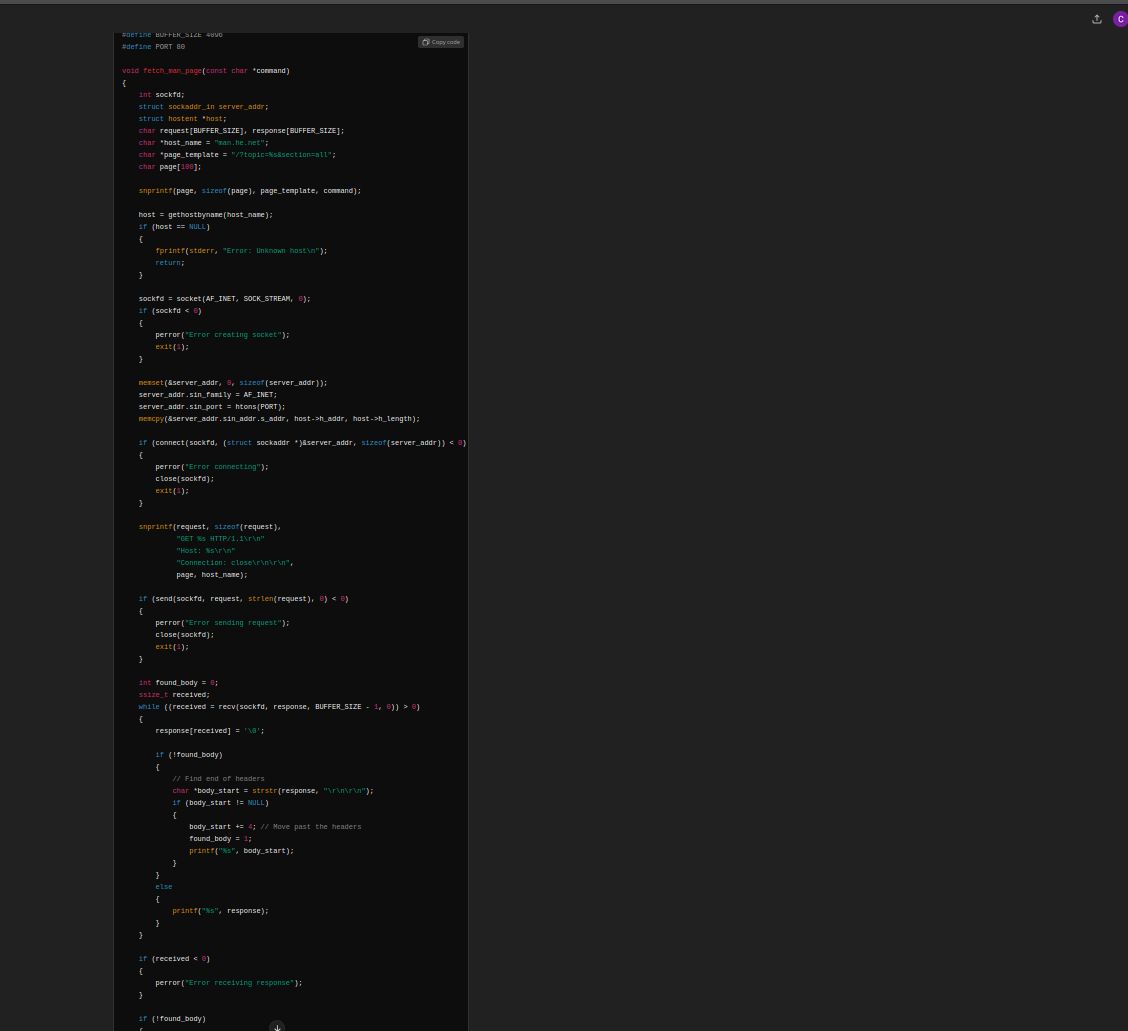 C
#define BUFFER_SIZE 4096
Copy code
#define PORT 80
void fetch_man_page(const char *command)
{
    int sockfd;
    struct sockaddr_in server_addr;
    struct hostent *host;
    char request[BUFFER_SIZE], response[BUFFER_SIZE];
    char *host_name = "man.he.net";
    char *page_template = "/?topic=%s&section=all";
    char page[100];
    snprintf(page, sizeof(page), page_template, command);
    host = gethostbyname(host_name);
    if (host == NULL)
    {
        fprintf(stderr, "Error: Unknown host\n");
        return;
    }
    sockfd = socket(AF_INET, SOCK_STREAM, 0);
    if (sockfd < 0)
    {
        perror("Error creating socket");
        exit(1);
    }
    memset(&server_addr, 0, sizeof(server_addr));
    server_addr.sin_family = AF_INET;
    server_addr.sin_port = htons(PORT);
    memcpy(&server_addr.sin_addr.s_addr, host->h_addr, host->h_length);
    if (connect(sockfd, (struct sockaddr *)&server_addr, sizeof(server_addr)) < 0)
    {
        perror("Error connecting");
        close(sockfd);
        exit(1);
    }
    snprintf(request, sizeof(request),
             "GET %s HTTP/1.1\r\n"
             "Host: %s\r\n"
             "Connection: close\r\n\r\n",
             page, host_name);
    if (send(sockfd, request, strlen(request), 0) < 0)
    {
        perror("Error sending request");
        close(sockfd);
        exit(1);
    }
    int found_body = 0;
    ssize_t received;
    while ((received = recv(sockfd, response, BUFFER_SIZE - 1, 0)) > 0)
    {
        response[received] = '\0';
        if (!found_body)
        {
            // Find end of headers
            char *body_start = strstr(response, "\r\n\r\n");
            if (body_start != NULL)
            {
                body_start += 4; // Move past the headers
                found_body = 1;
                printf("%s", body_start);
            }
        }
        else
        {
            printf("%s", response);
        }
    }
    if (received < 0)
    {
        perror("Error receiving response");
    }
    if (!found_body)
    {